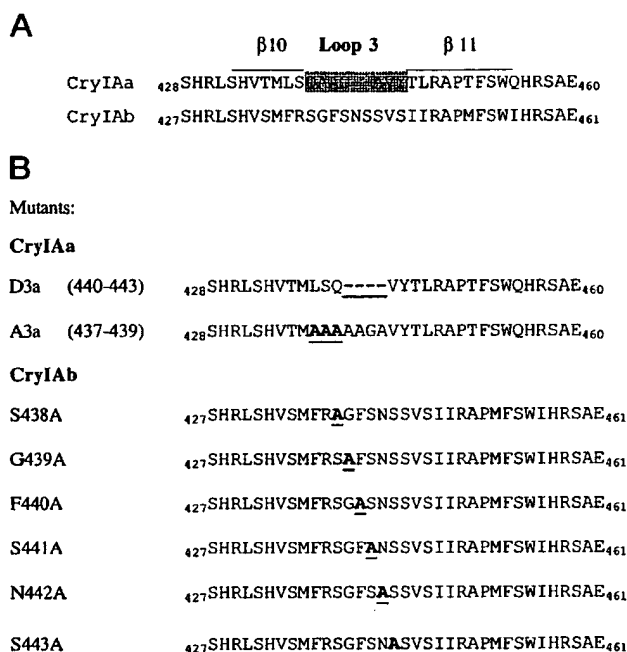 A
β10 Loop 3 β11
CryIAa 428SHRLSHVTMLS TLRAPTFSWQHRSAE460
CryIAb 427SHRLSHVSMFRSGFSNSSVSIIRAPMFSWIHRSAE461
B
Mutants:
CryIAa
D3a (440-443) 428SHRLSHVTMLSQ----VYTLRAPTFSWQHRSAE460
A3a (437-439) 428SHRLSHVTMAAAAAGAVYTLRAPTFSWQHRSAE460
CryIAb
S438A 427SHRLSHVSMFRAGFSNSSVSIIRAPMFSWIHRSAE461
G439A 427SHRLSHVSMFRSAFSNSSVSIIRAPMFSWIHRSAE461
F440A 427SHRLSHVSMFRSGASNSSVSIIRAPMFSWIHRSAE461
S441A 427SHRLSHVSMFRSGFANSSVSIIRAPMFSWIHRSAE461
N442A 427SHRLSHVSMFRSGFSASSVSIIRAPMFSWIHRSAE461
S443A 427SHRLSHVSMFRSGFSNASVSIIRAPMFSWIHRSAE461